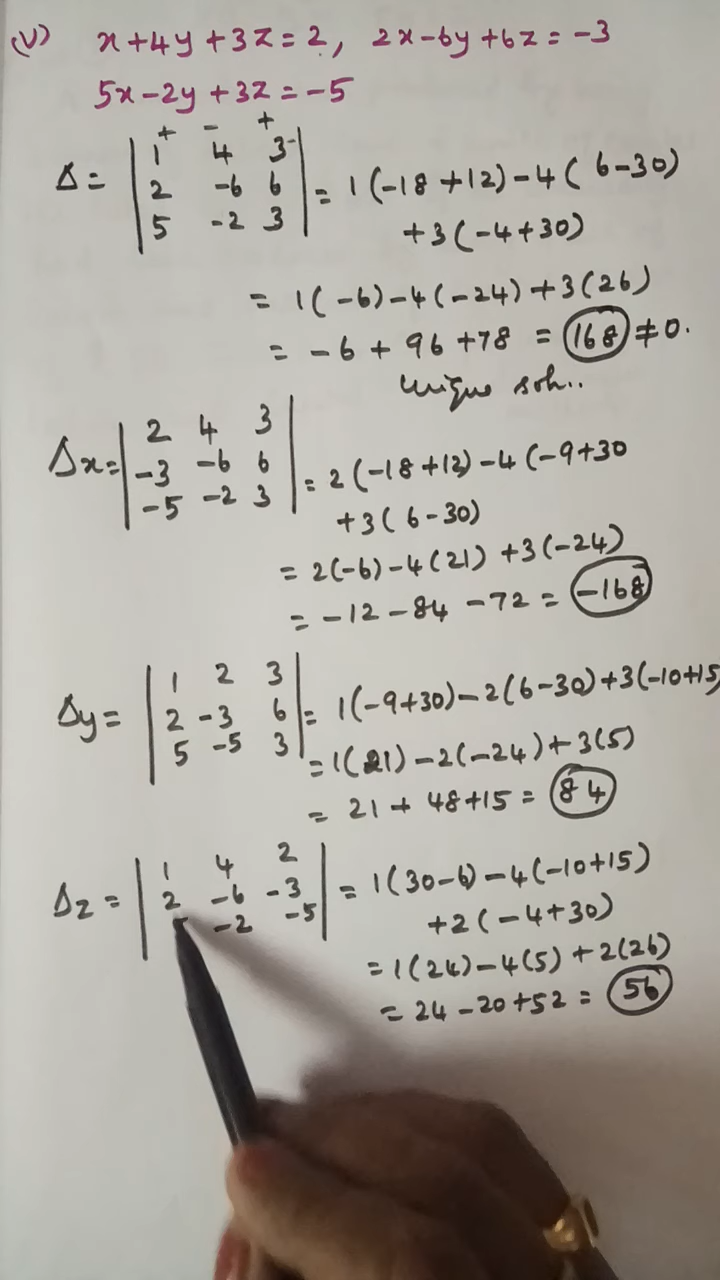 (V) x+4y+3z=2, 2x-6y+6z=-3
5x-2y+3z=-5
+ - +
Δ= | 1 4 3 |
| 2 -6 6 | = 1(-18+12)-4(6-30)
| 5 -2 3 | +3(-4+30)
= 1(-6)-4(-24)+3(26)
= -6+96+78 = 168 ≠0.
unique soln..
Δx= | 2 4 3 |
| -3 -6 6 | = 2(-18+12)-4(-9+30
| -5 -2 3 | +3(6-30)
= 2(-6)-4(21)+3(-24)
= -12-84-72 = -168
Δy= | 1 2 3 |
| 2 -3 6 | = 1(-9+30)-2(6-30)+3(-10+15)
| 5 -5 3 | = 1(21)-2(-24)+3(5)
= 21+48+15 = 84
Δz= | 1 4 2 |
| 2 -6 -3 | = 1(30-6)-4(-10+15)
| -2 -5 | +2(-4+30)
= 1(24)-4(5)+2(26)
= 24-20+52 = 56